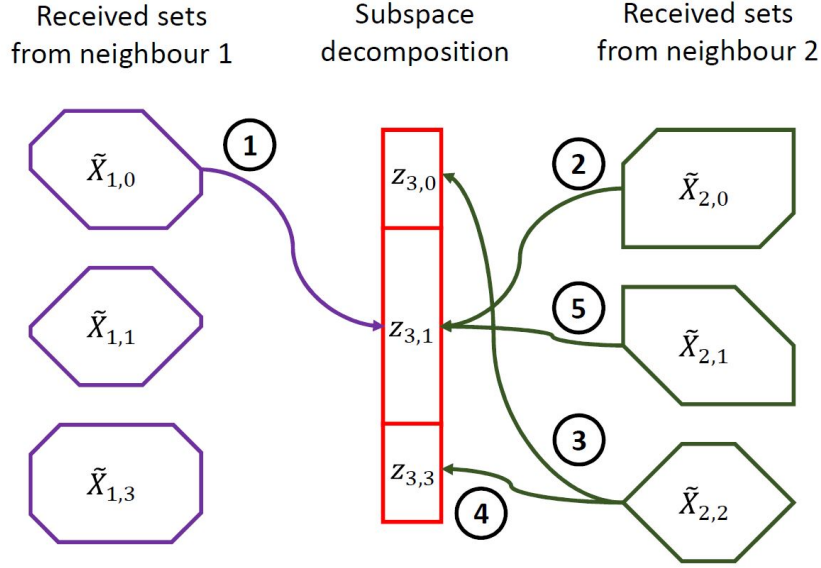 Received sets
from neighbour 1
Subspace
decomposition
Received sets
from neighbour 2
1
2
X̃1,0
z3,0
X̃2,0
5
X̃1,1
z3,1
X̃2,1
3
X̃1,3
z3,3
4
X̃2,2